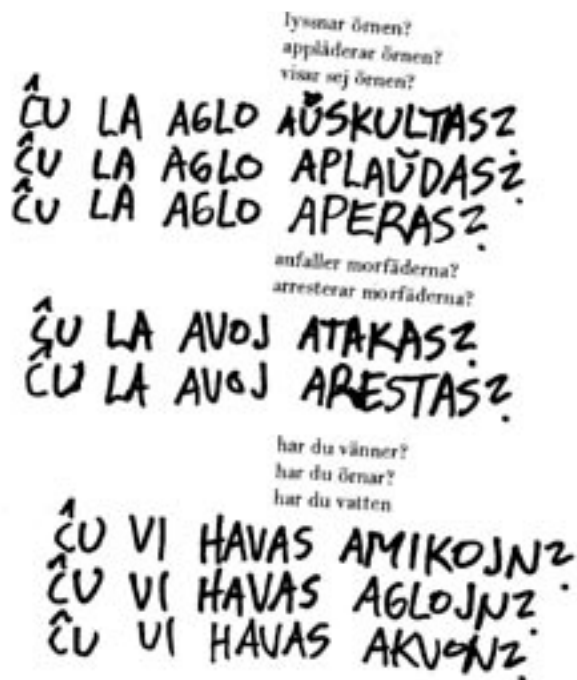 lyssnar örnen?
applåderar örnen?
visar sej örnen?
ĈU LA AGLO AŬSKULTAS?
ĈU LA AGLO APLAŬDAS?
ĈU LA AGLO APERAS?
anfaller morfäderna?
arresterar morfäderna?
ĈU LA AVOJ ATAKAS?
ĈU LA AVOJ ARESTAS?
har du vänner?
har du örnar?
har du vatten
ĈU VI HAVAS AMIKOJN?
ĈU VI HAVAS AGLOJN?
ĈU VI HAVAS AKVON?